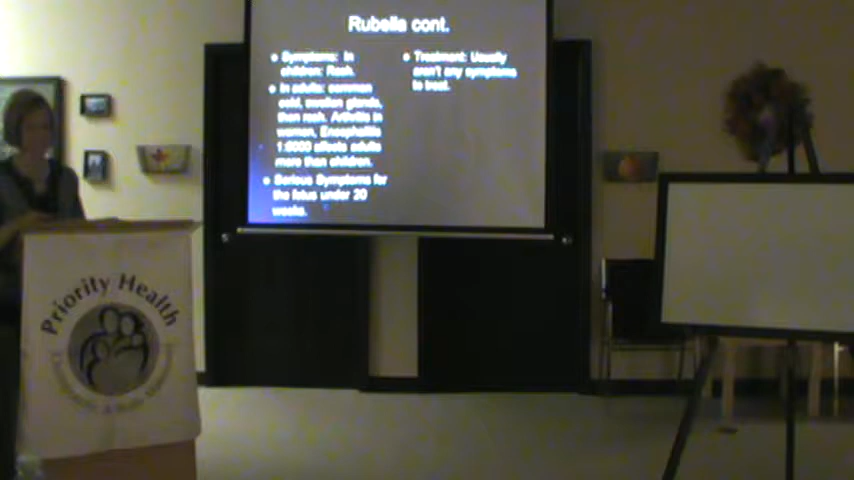 Rubella cont.
Symptoms: In
children: Rash.
In adults: common
cold, swollen glands,
then rash. Arthritis in
women, Encephalitis
1:6000 affects adults
more than children.
Serious Symptoms for
the fetus under 20
weeks.
Treatment: Usually
aren't any symptoms
to treat.
Priority Health